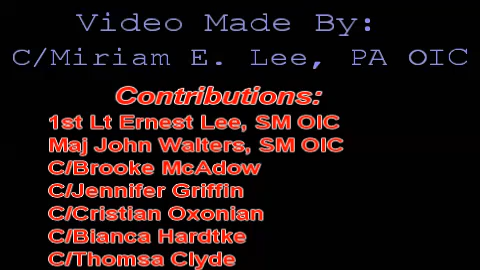 Video Made By:
C/Miriam E. Lee, PA OIC
Contributions:
1st Lt Ernest Lee, SM OIC
Maj John Walters, SM OIC
C/Brooke McAdow
C/Jennifer Griffin
C/Cristian Oxonian
C/Bianca Hardtke
C/Thomsa Clyde